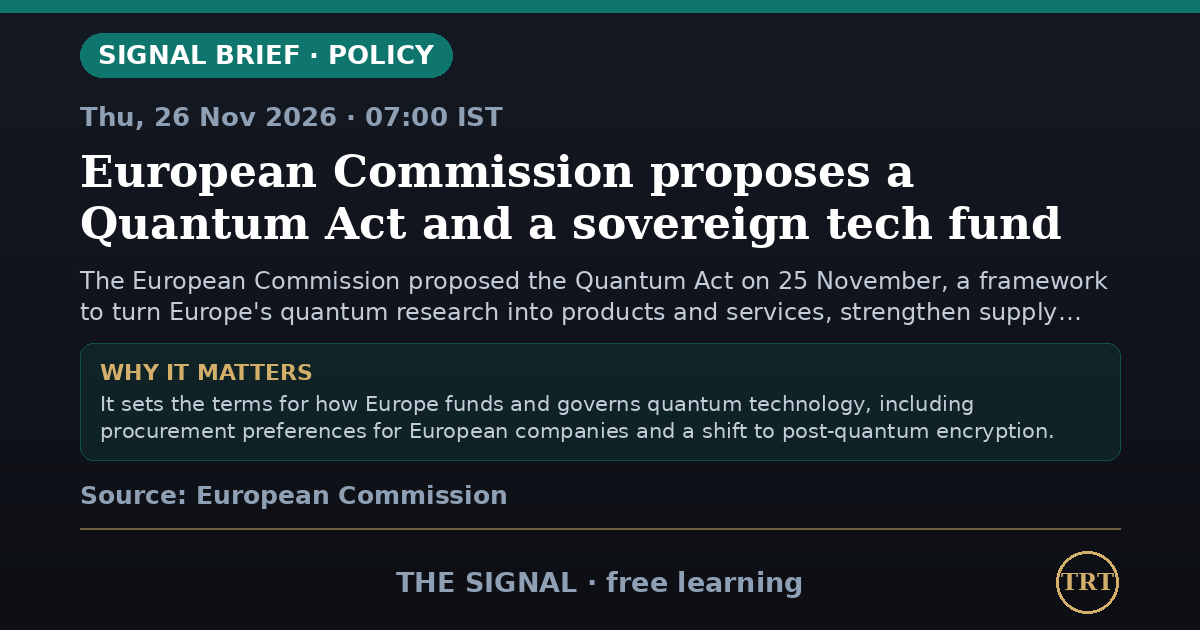 SIGNAL BRIEF · POLICY
Thu, 26 Nov 2026 · 07:00 IST
European Commission proposes a
Quantum Act and a sovereign tech fund
The European Commission proposed the Quantum Act on 25 November, a framework
to turn Europe's quantum research into products and services, strengthen supply…
WHY IT MATTERS
It sets the terms for how Europe funds and governs quantum technology, including
procurement preferences for European companies and a shift to post-quantum encryption.
Source: European Commission
THE SIGNAL · free learning
TRT